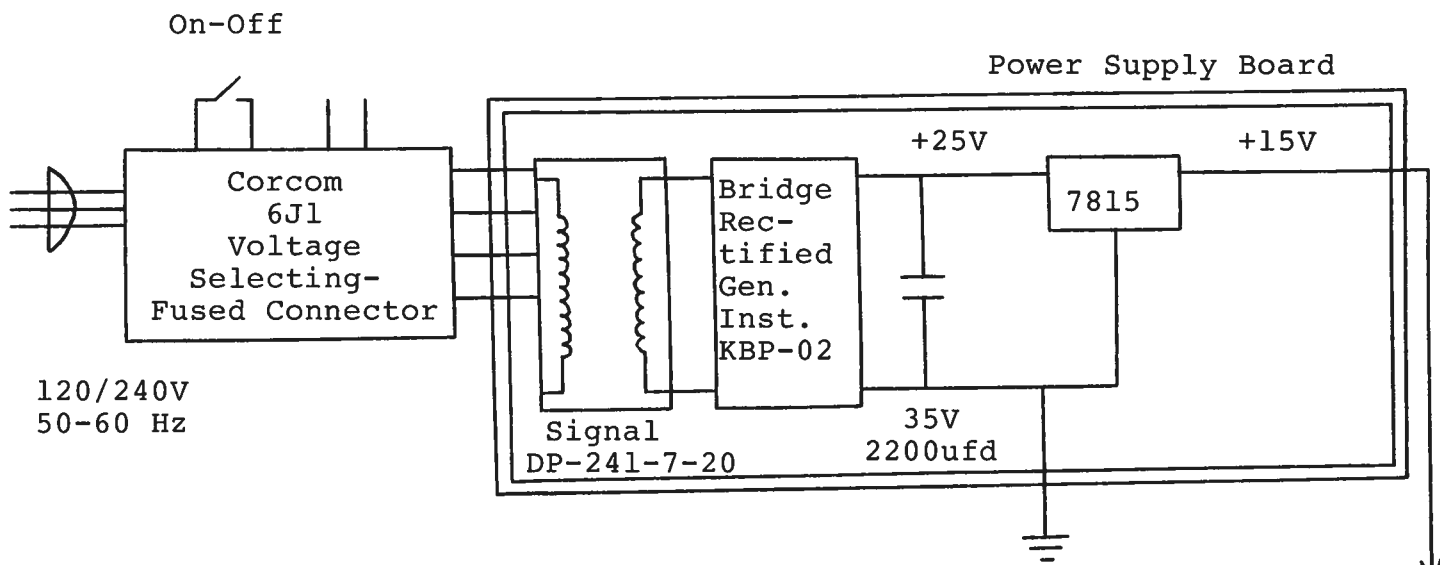 On-Off
Power Supply Board
Corcom
6J1
Voltage
Selecting-
Fused Connector
120/240V
50-60 Hz
Signal
DP-241-7-20
Bridge
Rec-
tified
Gen.
Inst.
KBP-02
+25V
35V
2200ufd
7815
+15V